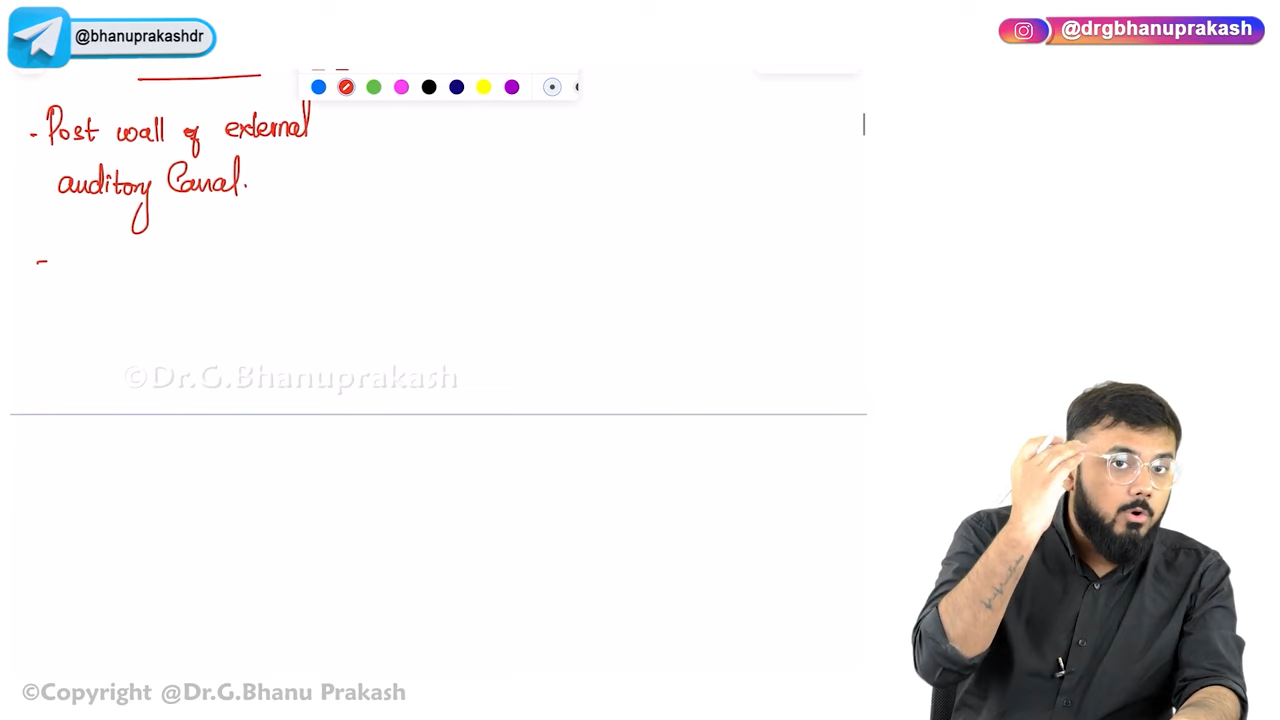 @bhanuprakashdr
@drgbhanuprakash
- Post wall of external
auditory Canal.
-
©Dr.G.Bhanuprakash
©Copyright @Dr.G.Bhanu Prakash